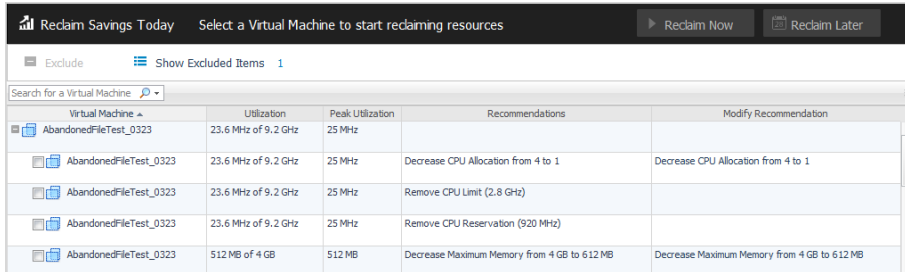 Reclaim Savings Today Select a Virtual Machine to start reclaiming resources Reclaim Now Reclaim Later
Exclude Show Excluded Items 1
Search for a Virtual Machine
Virtual Machine Utilization Peak Utilization Recommendations Modify Recommendation
AbandonedFileTest_0323 23.6 MHz of 9.2 GHz 25 MHz
AbandonedFileTest_0323 23.6 MHz of 9.2 GHz 25 MHz Decrease CPU Allocation from 4 to 1 Decrease CPU Allocation from 4 to 1
AbandonedFileTest_0323 23.6 MHz of 9.2 GHz 25 MHz Remove CPU Limit (2.8 GHz)
AbandonedFileTest_0323 23.6 MHz of 9.2 GHz 25 MHz Remove CPU Reservation (920 MHz)
AbandonedFileTest_0323 512 MB of 4 GB 512 MB Decrease Maximum Memory from 4 GB to 612 MB Decrease Maximum Memory from 4 GB to 612 MB